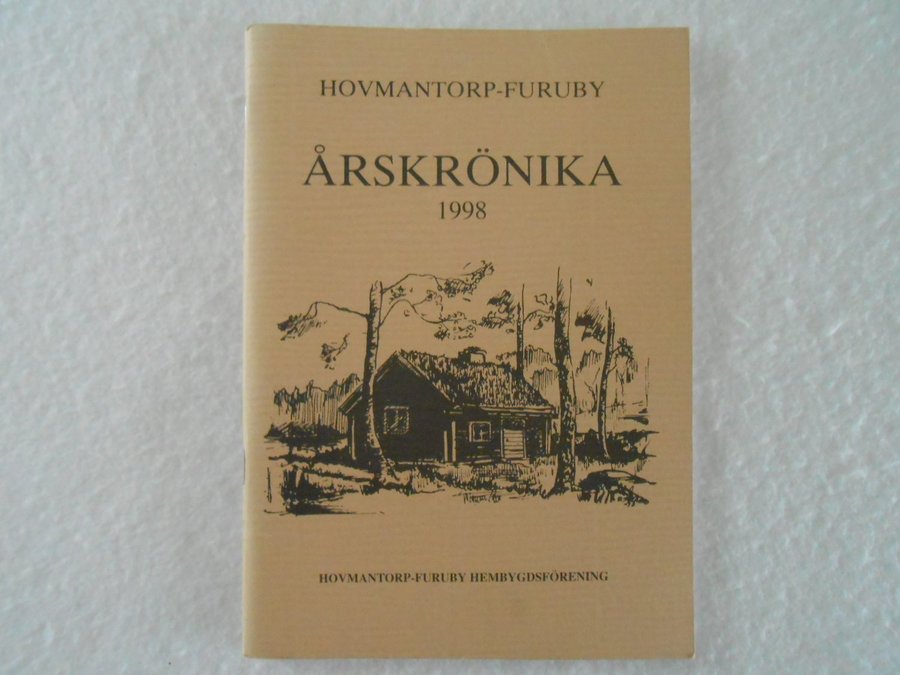 HOVMANTORP-FURUBY
ÅRSKRÖNIKA
1998
HOVMANTORP-FURUBY HEMBYGDSFÖRENING